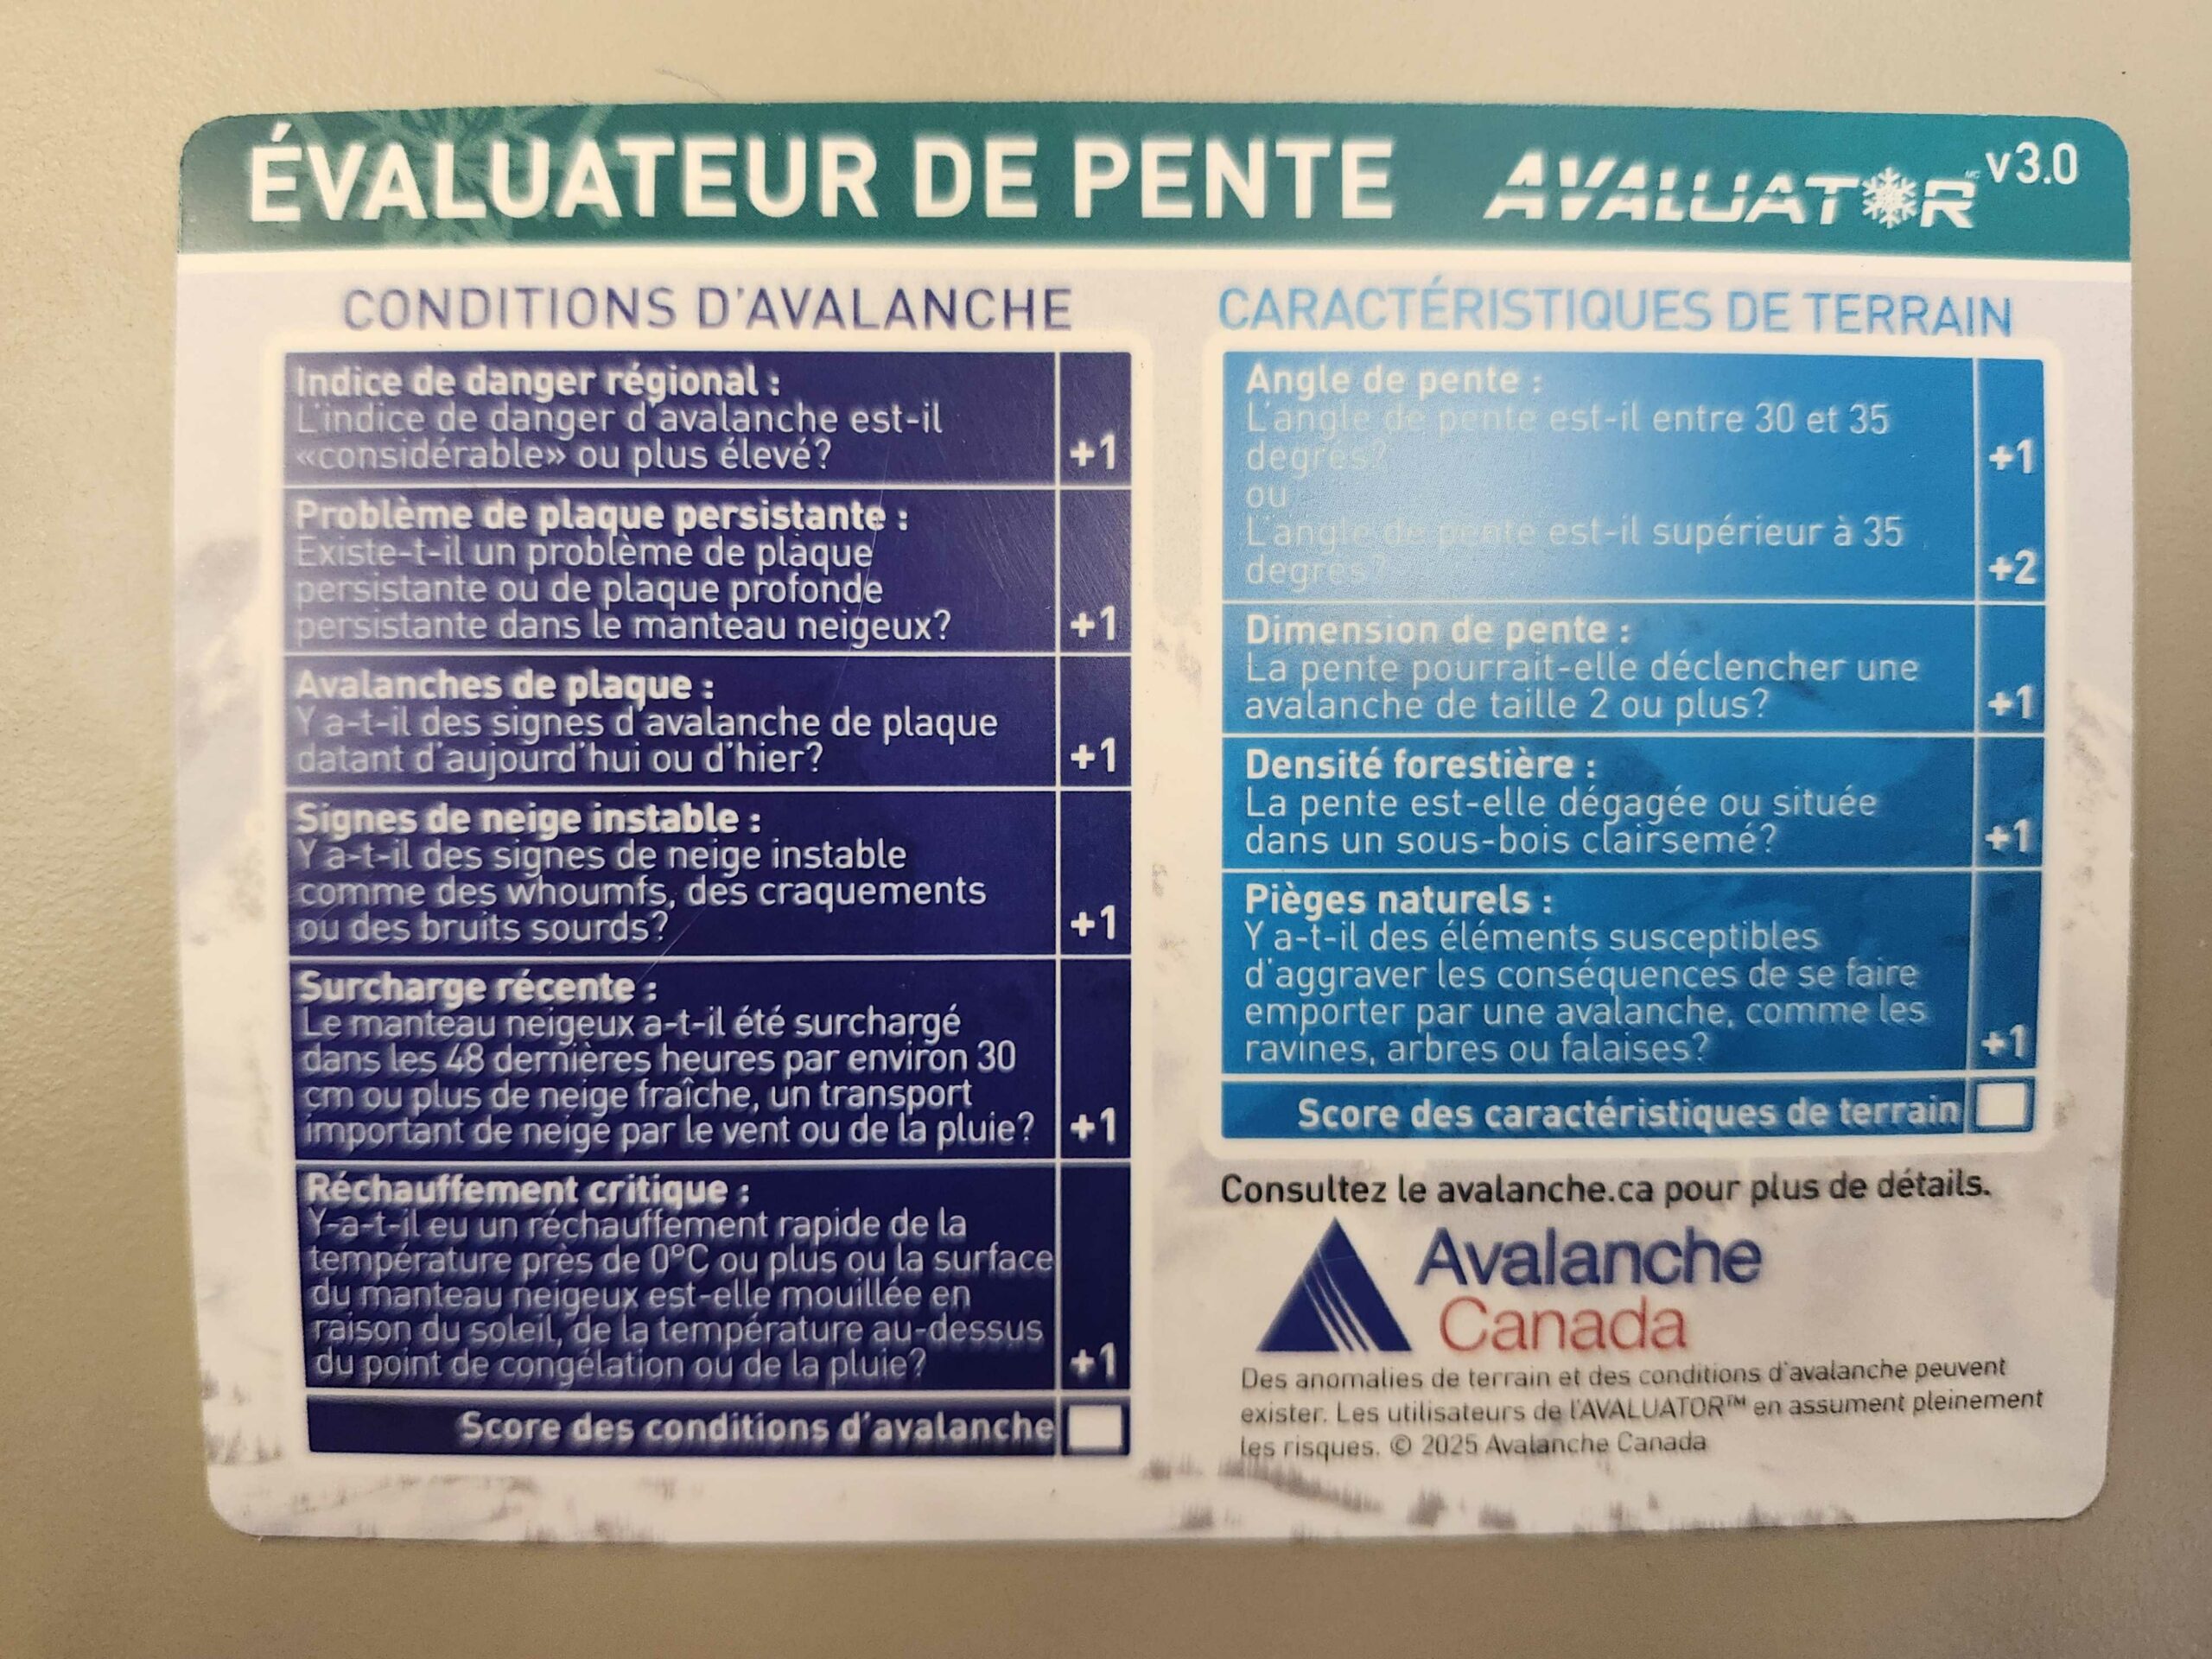 ÉVALUATEUR DE PENTE
AVALUATOR MC v3.0
CONDITIONS D'AVALANCHE
Indice de danger régional :
L'indice de danger d'avalanche est-il
«considérable» ou plus élevé? +1
Problème de plaque persistante :
Existe-t-il un problème de plaque
persistante ou de plaque profonde
persistante dans le manteau neigeux? +1
Avalanches de plaque :
Y a-t-il des signes d'avalanche de plaque
datant d'aujourd'hui ou d'hier? +1
Signes de neige instable :
Y a-t-il des signes de neige instable
comme des whoumfs, des craquements
ou des bruits sourds? +1
Surcharge récente :
Le manteau neigeux a-t-il été surchargé
dans les 48 dernières heures par environ 30
cm ou plus de neige fraîche, un transport
important de neige par le vent ou de la pluie? +1
Réchauffement critique :
Y-a-t-il eu un réchauffement rapide de la
température près de 0°C ou plus ou la surface
du manteau neigeux est-elle mouillée en
raison du soleil, de la température au-dessus
du point de congélation ou de la pluie? +1
Score des conditions d'avalanche
CARACTÉRISTIQUES DE TERRAIN
Angle de pente :
L'angle de pente est-il entre 30 et 35
degrés? +1
ou
L'angle de pente est-il supérieur à 35
degrés? +2
Dimension de pente :
La pente pourrait-elle déclencher une
avalanche de taille 2 ou plus? +1
Densité forestière :
La pente est-elle dégagée ou située
dans un sous-bois clairsemé? +1
Pièges naturels :
Y a-t-il des éléments susceptibles
d'aggraver les conséquences de se faire
emporter par une avalanche, comme les
ravines, arbres ou falaises? +1
Score des caractéristiques de terrain
Consultez le avalanche.ca pour plus de détails.
Avalanche
Canada
Des anomalies de terrain et des conditions d'avalanche peuvent
exister. Les utilisateurs de l'AVALUATOR™ en assument pleinement
les risques. © 2025 Avalanche Canada